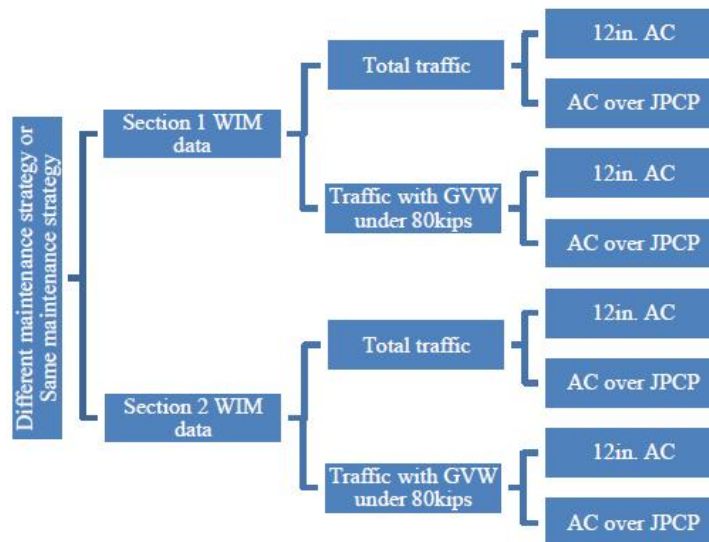 Different maintenance strategy or
Same maintenance strategy
Section 1 WIM
data
Total traffic
12in. AC
AC over JPCP
Traffic with GVW
under 80kips
12in. AC
AC over JPCP
Section 2 WIM
data
Total traffic
12in. AC
AC over JPCP
Traffic with GVW
under 80kips
12in. AC
AC over JPCP